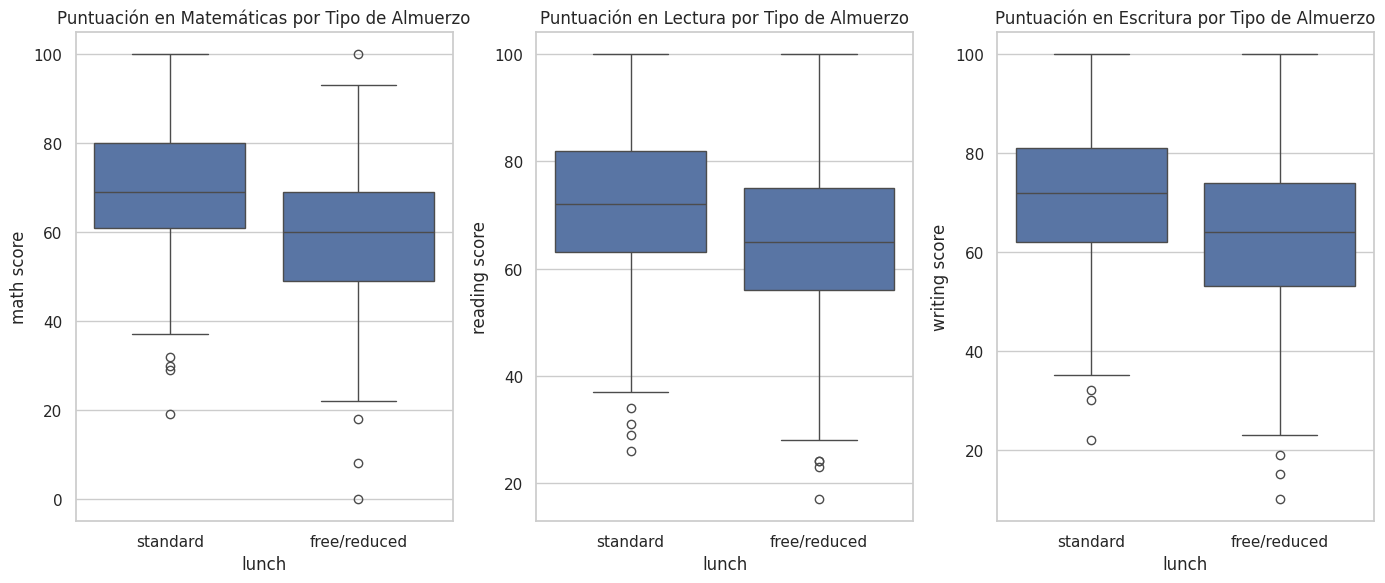 Puntuación en Matemáticas por Tipo de Almuerzo
100
80
60
40
20
0
math score
standard
free/reduced
lunch
Puntuación en Lectura por Tipo de Almuerzo
100
80
60
40
20
reading score
standard
free/reduced
lunch
Puntuación en Escritura por Tipo de Almuerzo
100
80
60
40
20
writing score
standard
free/reduced
lunch